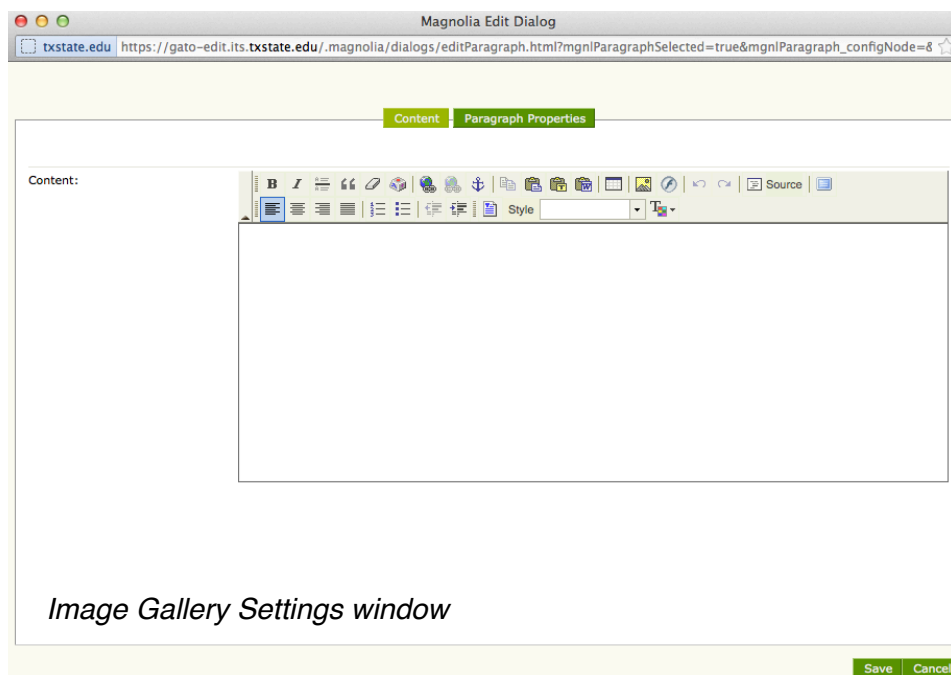 Magnolia Edit Dialog
txstate.edu https://gato-edit.its.txstate.edu/.magnolia/dialogs/editParagraph.html?mgnlParagraphSelected=true&mgnlParagraph_configNode=&
Content Paragraph Properties
Content:
B I Source
Style
Image Gallery Settings window
Save Cancel